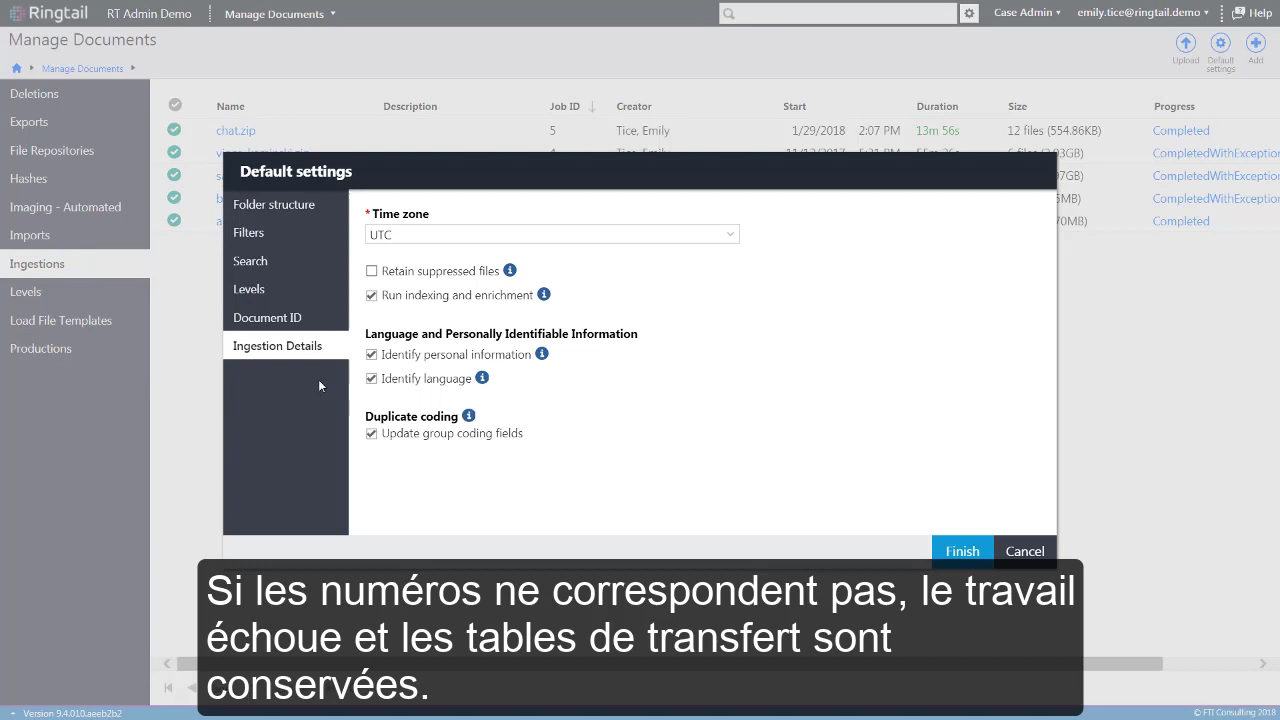 Ringtail RT Admin Demo Manage Documents Case Admin emily.tice@ringtail.demo Help
Manage Documents
Manage Documents
Upload Default settings Add
Deletions
Exports
File Repositories
Hashes
Imaging - Automated
Imports
Ingestions
Levels
Load File Templates
Productions
Name Description Job ID Creator Start Duration Size Progress
chat.zip 5 Tice, Emily 1/29/2018 2:07 PM 13m 56s 12 files (554.86KB) Completed
CompletedWithException
CompletedWithException
CompletedWithException
Completed
Default settings
Folder structure
Filters
Search
Levels
Document ID
Ingestion Details
* Time zone
UTC
Retain suppressed files
Run indexing and enrichment
Language and Personally Identifiable Information
Identify personal information
Identify language
Duplicate coding
Update group coding fields
Finish Cancel
Si les numéros ne correspondent pas, le travail
échoue et les tables de transfert sont
conservées.
Version 9.4.010.aeeb2b2 © FTI Consulting 2018